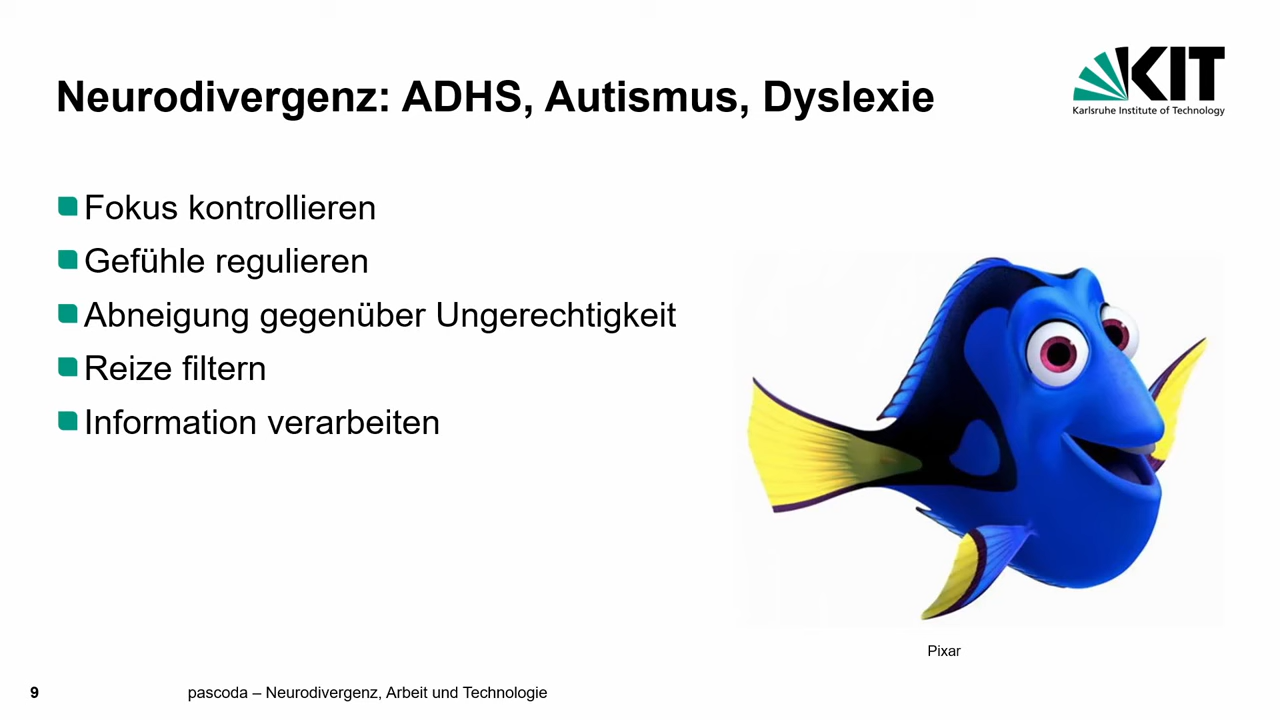 Neurodivergenz: ADHS, Autismus, Dyslexie
KIT
Karlsruhe Institute of Technology
Fokus kontrollieren
Gefühle regulieren
Abneigung gegenüber Ungerechtigkeit
Reize filtern
Information verarbeiten
Pixar
9
pascoda – Neurodivergenz, Arbeit und Technologie